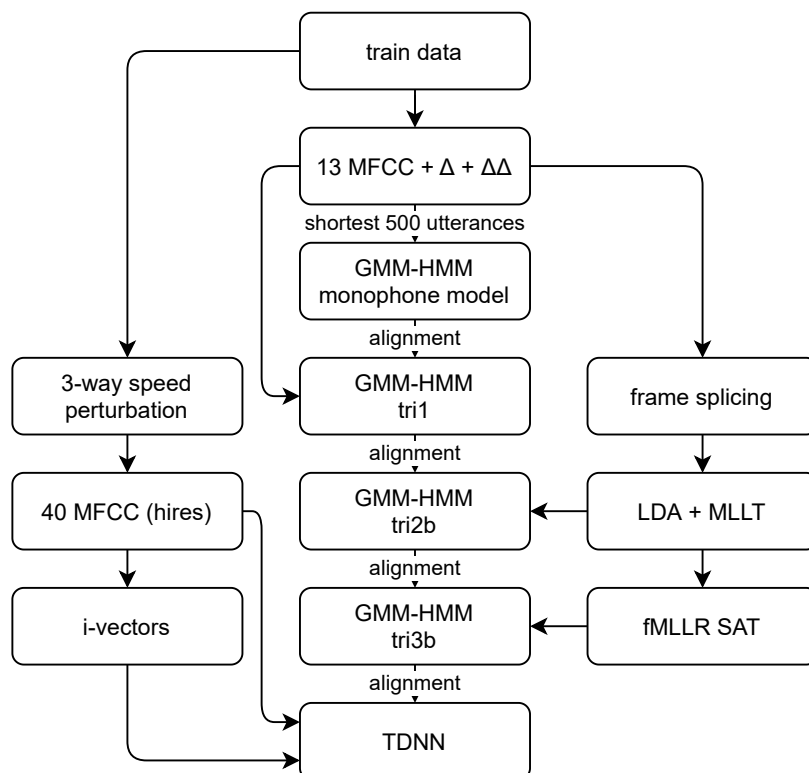 train data
13 MFCC + Δ + ΔΔ
shortest 500 utterances
GMM-HMM
monophone model
alignment
3-way speed
perturbation
GMM-HMM
tri1
frame splicing
alignment
40 MFCC (hires)
GMM-HMM
tri2b
LDA + MLLT
alignment
i-vectors
GMM-HMM
tri3b
fMLLR SAT
alignment
TDNN